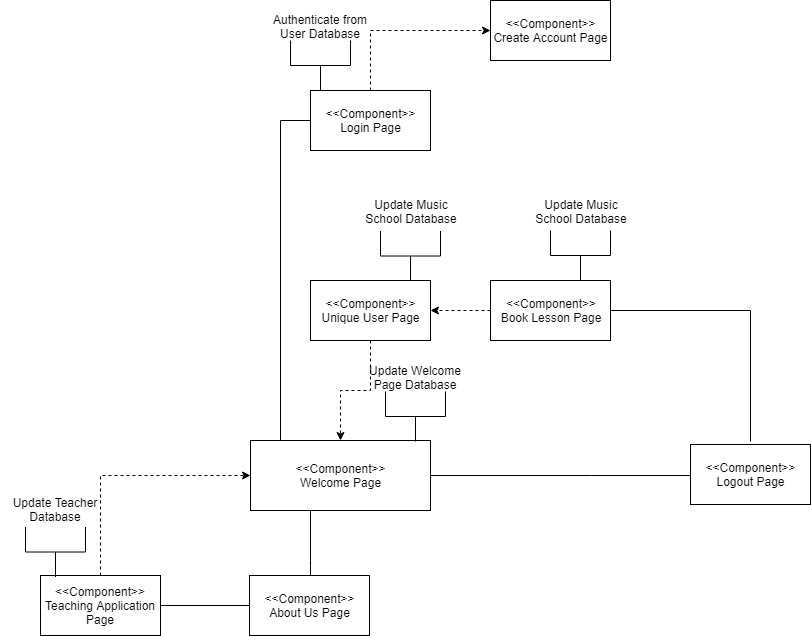 Authenticate from
User Database
<<Component>>
Create Account Page
<<Component>>
Login Page
Update Music
School Database
Update Music
School Database
<<Component>>
Unique User Page
<<Component>>
Book Lesson Page
Update Welcome
Page Database
<<Component>>
Welcome Page
<<Component>>
Logout Page
Update Teacher
Database
<<Component>>
Teaching Application
Page
<<Component>>
About Us Page